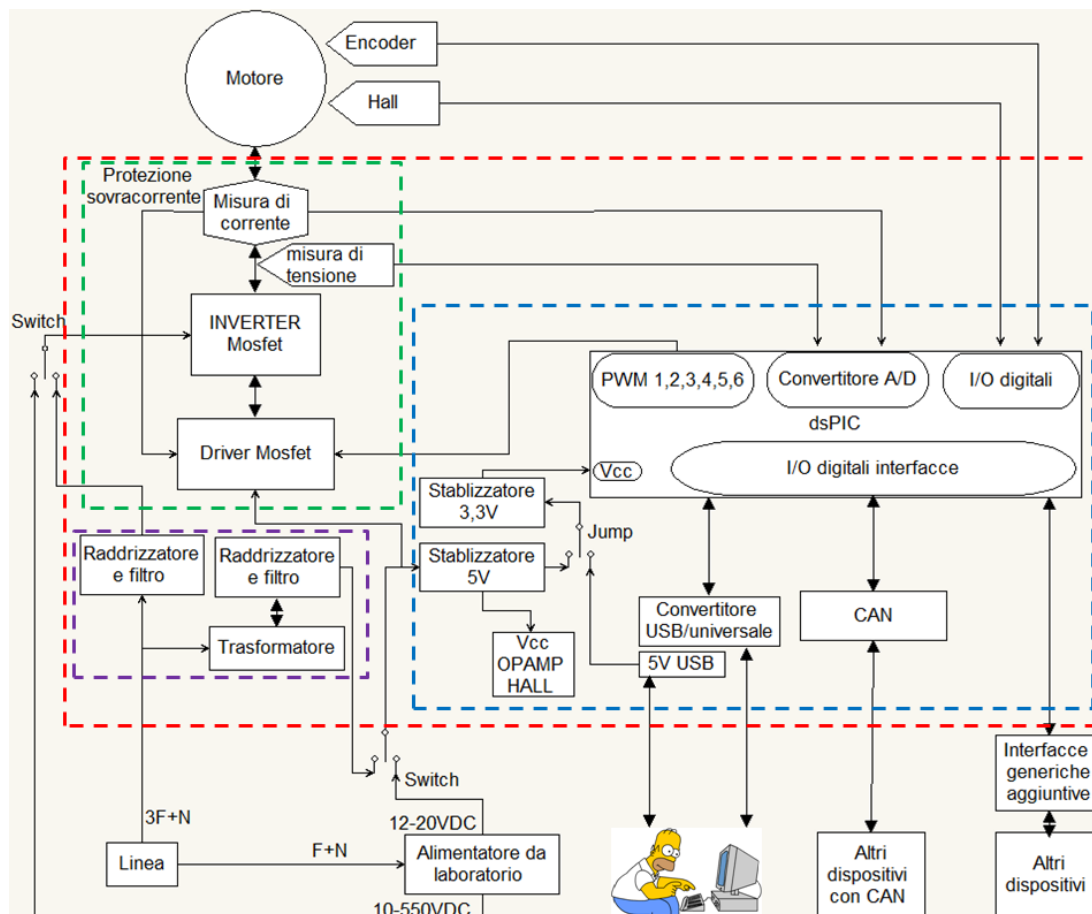 Encoder
Motore
Hall
Protezione
sovracorrente
Misura di
corrente
misura di
tensione
Switch
INVERTER
Mosfet
PWM 1,2,3,4,5,6
Convertitore A/D
I/O digitali
dsPIC
Driver Mosfet
I/O digitali interfacce
Vcc
Stablizzatore
3,3V
Jump
Raddrizzatore
e filtro
Raddrizzatore
e filtro
Stablizzatore
5V
Convertitore
USB/universale
CAN
Trasformatore
Vcc
OPAMP
HALL
5V USB
Switch
Interfacce
generiche
aggiuntive
3F+N
12-20VDC
Linea
F+N
Alimentatore da
laboratorio
Altri
dispositivi
con CAN
Altri
dispositivi
10-550VDC